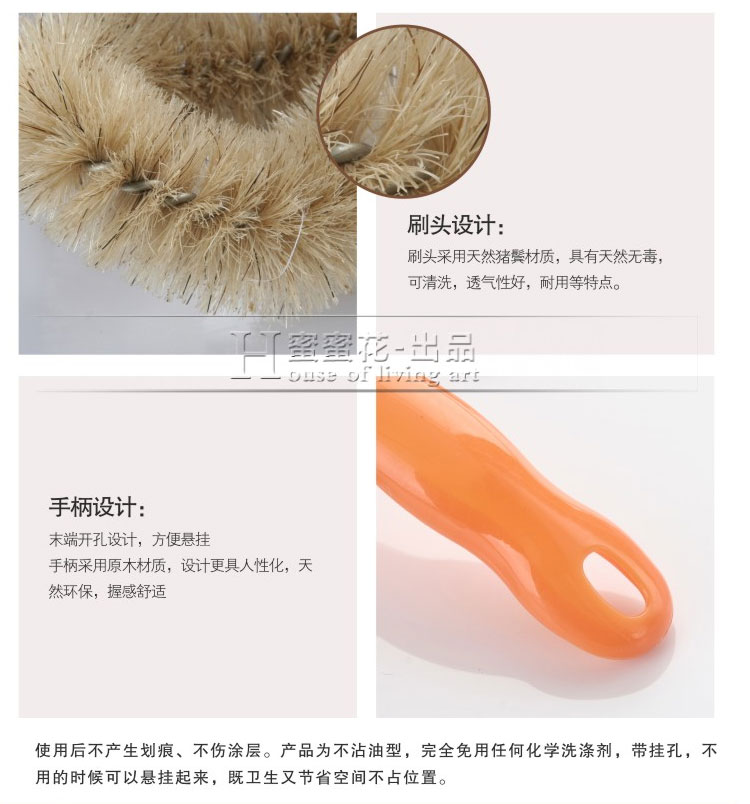 刷头设计：
刷头采用天然猪鬃材质，具有天然无毒，
可清洗，透气性好，耐用等特点。
H 蜜蜜花-出品
ouse of living art
手柄设计：
末端开孔设计，方便悬挂
手柄采用原木材质，设计更具人性化，天
然环保，握感舒适
使用后不产生划痕、不伤涂层。产品为不沾油型，完全免用任何化学洗涤剂，带挂孔，不
用的时候可以悬挂起来，既卫生又节省空间不占位置。